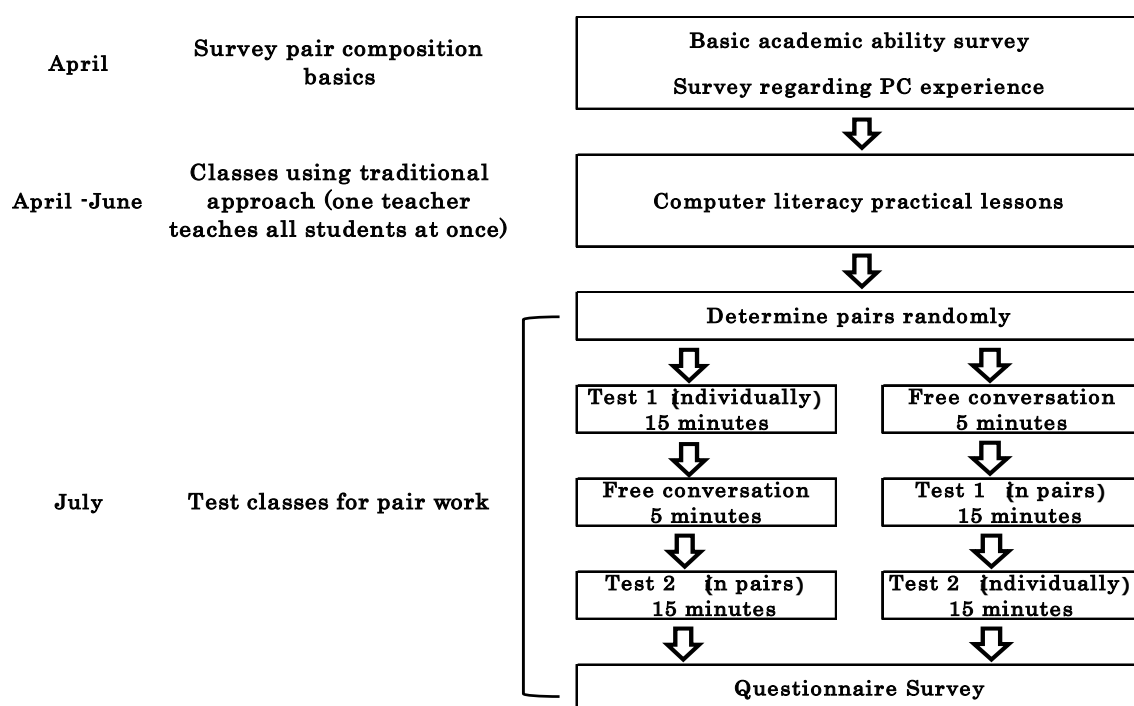 April
Survey pair composition
basics
Basic academic ability survey
Survey regarding PC experience
April -June
Classes using traditional
approach (one teacher
teaches all students at once)
Computer literacy practical lessons
July
Test classes for pair work
Determine pairs randomly
Test 1 (individually)
15 minutes
Free conversation
5 minutes
Free conversation
5 minutes
Test 1 (in pairs)
15 minutes
Test 2 (in pairs)
15 minutes
Test 2 (individually)
15 minutes
Questionnaire Survey